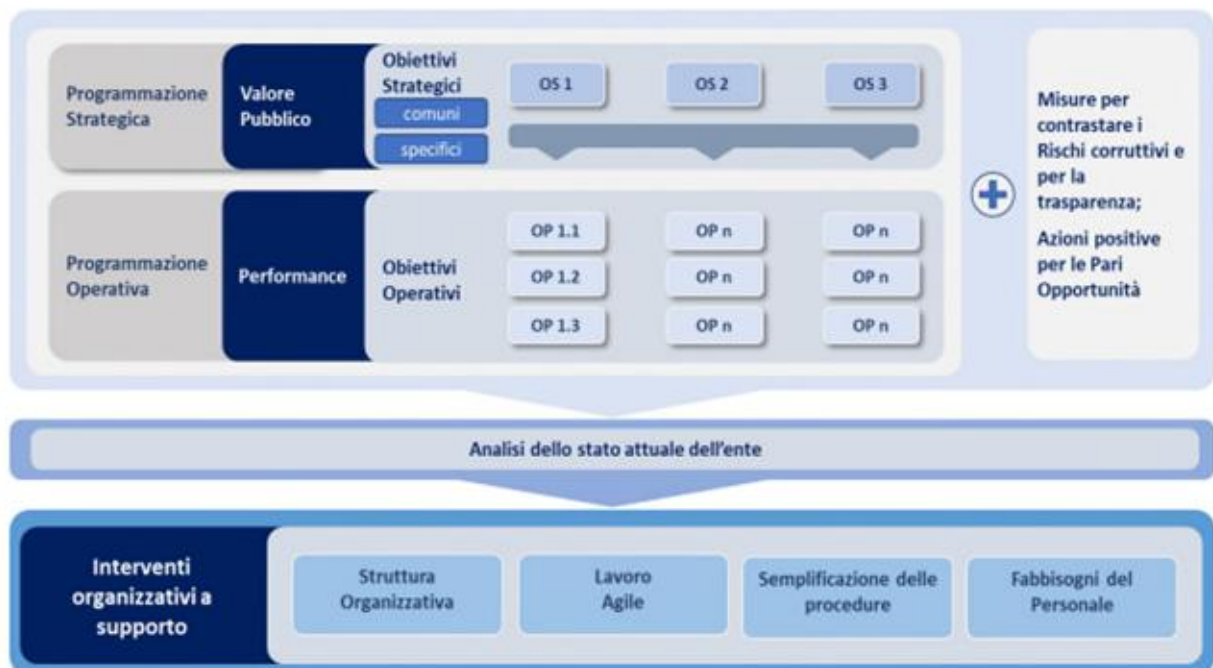 Programmazione
Strategica
Valore
Pubblico
Obiettivi
Strategici
comuni
specifici
OS 1
OS 2
OS 3
Programmazione
Operativa
Performance
Obiettivi
Operativi
OP 1.1
OP n
OP n
OP 1.2
OP n
OP n
OP 1.3
OP n
OP n
Misure per
contrastare i
Rischi corruttivi e
per la
trasparenza;
Azioni positive
per le Pari
Opportunità
Analisi dello stato attuale dell'ente
Interventi
organizzativi a
supporto
Struttura
Organizzativa
Lavoro
Agile
Semplificazione delle
procedure
Fabbisogni del
Personale